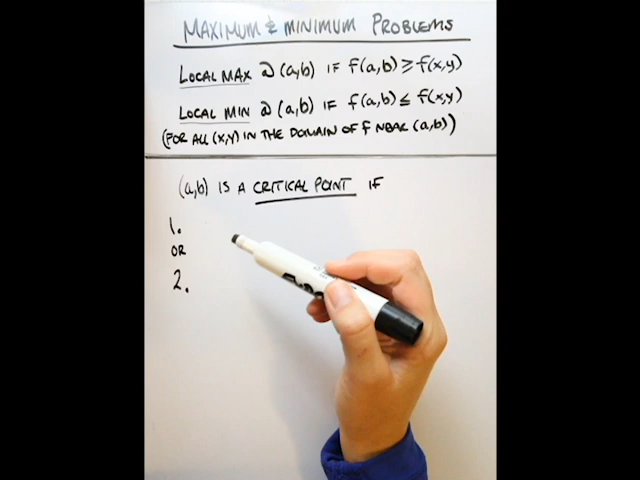 MAXIMUM & MINIMUM PROBLEMS
LOCAL MAX @ (a,b) IF f(a,b) ≥ f(x,y)
LOCAL MIN @ (a,b) IF f(a,b) ≤ f(x,y)
(FOR ALL (x,y) IN THE DOMAIN OF f NEAR (a,b))
(a,b) IS A CRITICAL POINT IF
1.
OR
2.